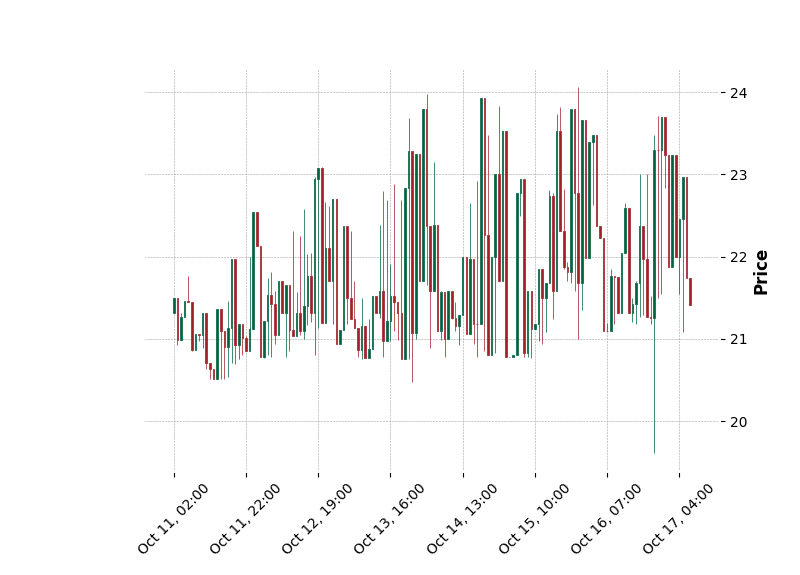 24
23
22
21
20
Price
Oct 11, 02:00
Oct 11, 22:00
Oct 12, 19:00
Oct 13, 16:00
Oct 14, 13:00
Oct 15, 10:00
Oct 16, 07:00
Oct 17, 04:00